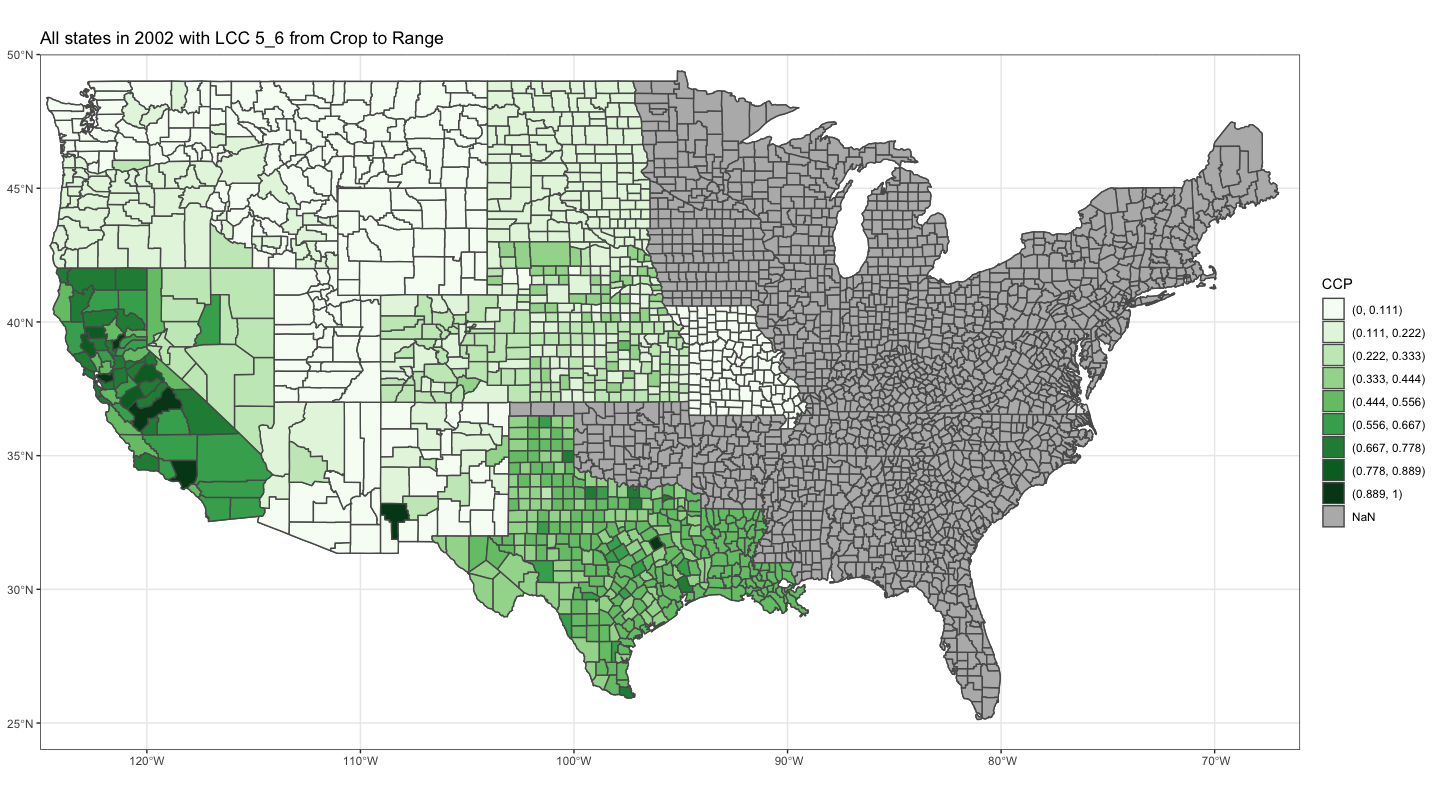 All states in 2002 with LCC 5_6 from Crop to Range
50°N
45°N
40°N
35°N
30°N
25°N
120°W
110°W
100°W
90°W
80°W
70°W
CCP
(0, 0.111)
(0.111, 0.222)
(0.222, 0.333)
(0.333, 0.444)
(0.444, 0.556)
(0.556, 0.667)
(0.667, 0.778)
(0.778, 0.889)
(0.889, 1)
NaN